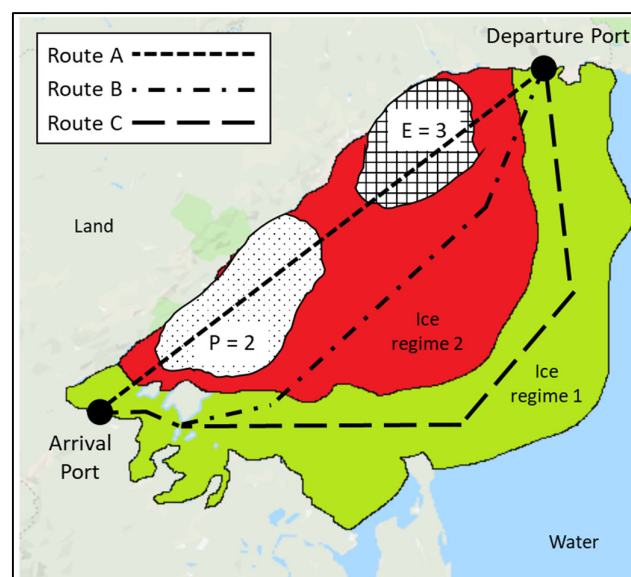 Departure Port
Route A
Route B
Route C
E = 3
Land
P = 2
Ice
regime 2
Ice
regime 1
Arrival
Port
Water